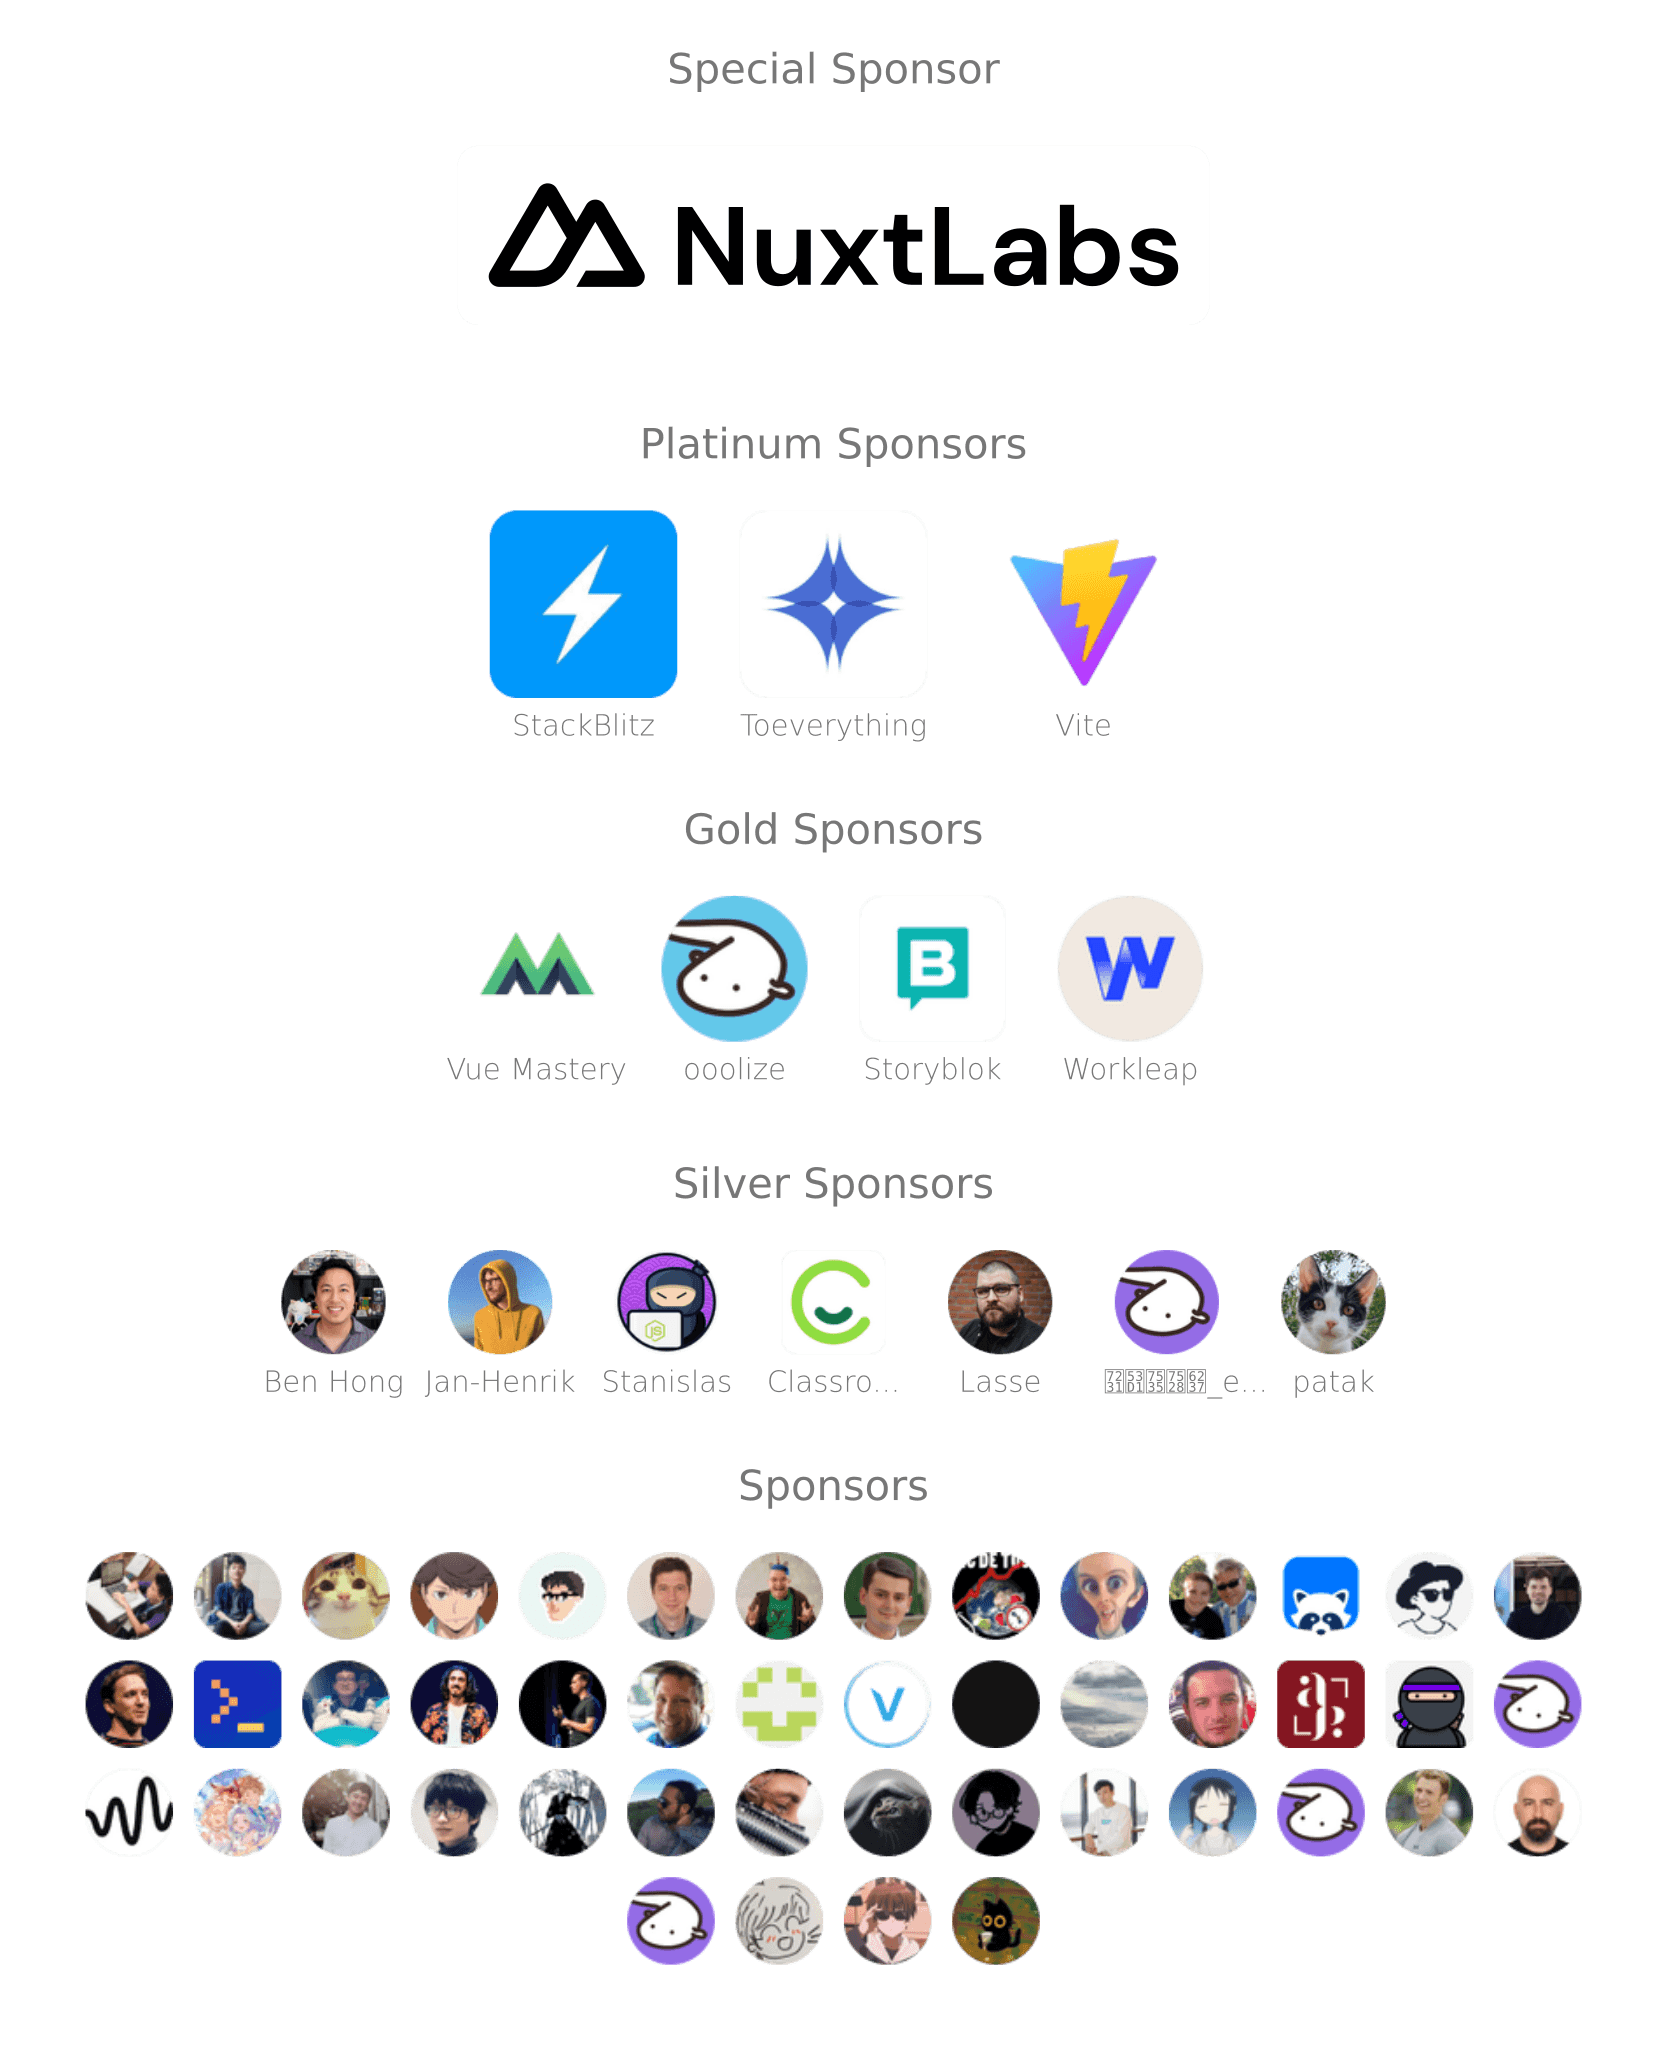 Special Sponsor
NuxtLabs
Platinum Sponsors
StackBlitz Toeverything Vite
Gold Sponsors
Vue Mastery ooolize Storyblok Workleap
Silver Sponsors
Ben Hong Jan-Henrik Stanislas Classro... Lasse _e... patak
Sponsors